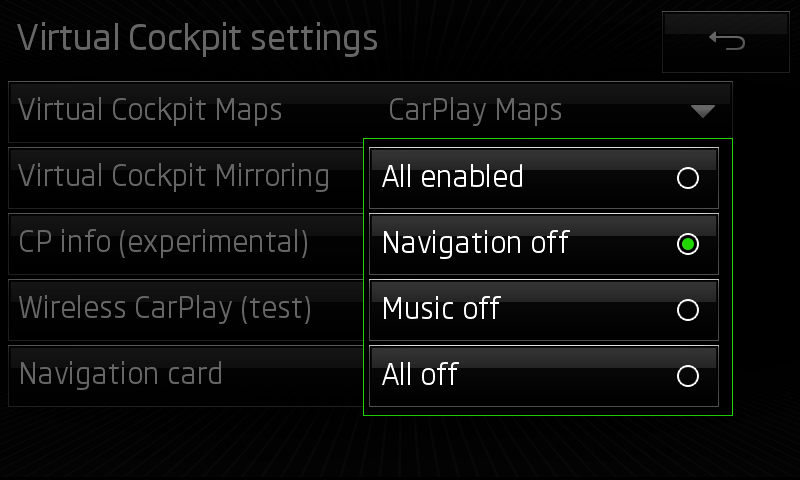 Virtual Cockpit settings
Virtual Cockpit Maps CarPlay Maps
Virtual Cockpit Mirroring All enabled
CP info (experimental) Navigation off
Wireless CarPlay (test) Music off
Navigation card All off